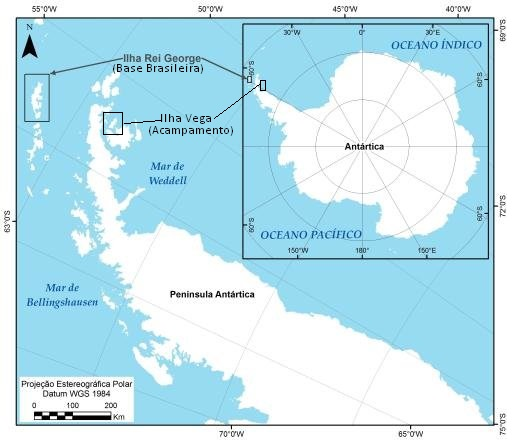 55°0'W
50°0'W
45°0'W
40°0'W
N
Ilha Rei George
(Base Brasileira)
Ilha Vega
(Acampamento)
Mar de
Weddell
63°0'S
Mar de
Bellingshausen
Península Antártica
30°W
0°
30°E
OCEANO ÍNDICO
60°S
60°S
Antártica
60°S
60°S
OCEANO PACÍFICO
150°W
180°
150°E
69°0'S
72°0'S
75°0'S
Projeção Estereográfica Polar
Datum WGS 1984
0 100 200
Km
70°0'W
65°0'W